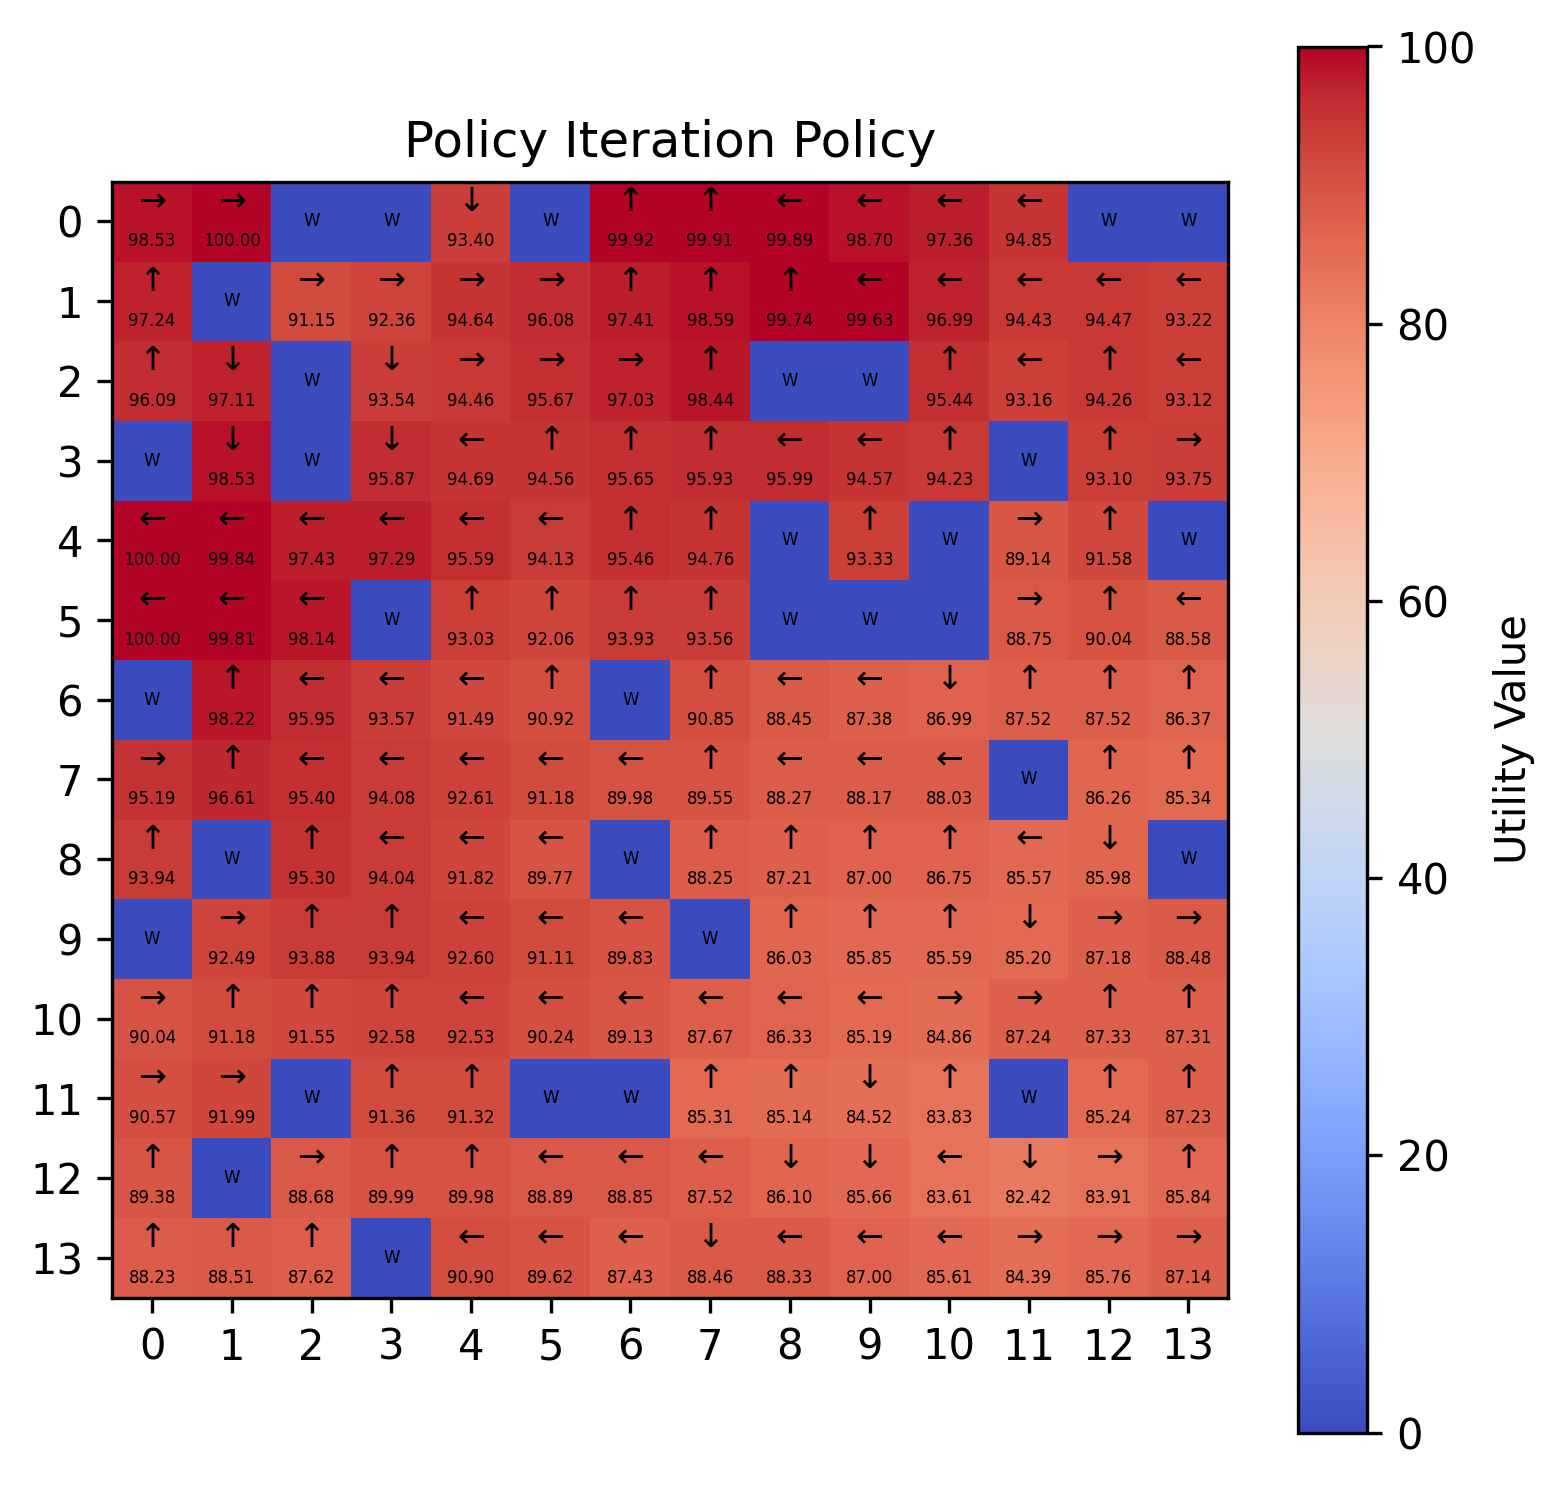 Policy Iteration Policy
0 → → W W ↓ W ↑ ↑ ← ← ← ← W W
98.53 100.00 93.40 99.92 99.91 99.89 98.70 97.36 94.85
1 ↑ W → → → → ↑ ↑ ↑ ← ← ← ← ←
97.24 91.15 92.36 94.64 96.08 97.41 98.59 99.74 99.63 96.99 94.43 94.47 93.22
2 ↑ ↓ W ↓ → → → ↑ W W ↑ ← ↑ ←
96.09 97.11 93.54 94.46 95.67 97.03 98.44 95.44 93.16 94.26 93.12
3 W ↓ W ↓ ← ↑ ↑ ↑ ← ← ↑ W ↑ →
98.53 95.87 94.69 94.56 95.65 95.93 95.99 94.57 94.23 93.10 93.75
4 ← ← ← ← ← ← ↑ ↑ W ↑ W → ↑ W
100.00 99.84 97.43 97.29 95.59 94.13 95.46 94.76 93.33 89.14 91.58
5 ← ← ← W ↑ ↑ ↑ ↑ W W W → ↑ ←
100.00 99.81 98.14 93.03 92.06 93.93 93.56 88.75 90.04 88.58
6 W ↑ ← ← ← ↑ W ↑ ← ← ↓ ↑ ↑ ↑
98.22 95.95 93.57 91.49 90.92 90.85 88.45 87.38 86.99 87.52 87.52 86.37
7 → ↑ ← ← ← ← ← ↑ ← ← ← W ↑ ↑
95.19 96.61 95.40 94.08 92.61 91.18 89.98 89.55 88.27 88.17 88.03 86.26 85.34
8 ↑ W ↑ ← ← ← W ↑ ↑ ↑ ↑ ← ↓ W
93.94 95.30 94.04 91.82 89.77 88.25 87.21 87.00 86.75 85.57 85.98
9 W → ↑ ↑ ← ← ← W ↑ ↑ ↑ ↓ → →
92.49 93.88 93.94 92.60 91.11 89.83 86.03 85.85 85.59 85.20 87.18 88.48
10 → ↑ ↑ ↑ ← ← ← ← ← ← → → ↑ ↑
90.04 91.18 91.55 92.58 92.53 90.24 89.13 87.67 86.33 85.19 84.86 87.24 87.33 87.31
11 → → W ↑ ↑ W W ↑ ↑ ↓ ↑ W ↑ ↑
90.57 91.99 91.36 91.32 85.31 85.14 84.52 83.83 85.24 87.23
12 ↑ W → ↑ ↑ ← ← ← ↓ ↓ ← ↓ → ↑
89.38 88.68 89.99 89.98 88.89 88.85 87.52 86.10 85.66 83.61 82.42 83.91 85.84
13 ↑ ↑ ↑ W ← ← ← ↓ ← ← ← → → →
88.23 88.51 87.62 90.90 89.62 87.43 88.46 88.33 87.00 85.61 84.39 85.76 87.14
0 1 2 3 4 5 6 7 8 9 10 11 12 13
100
80
60
40
20
0
Utility Value